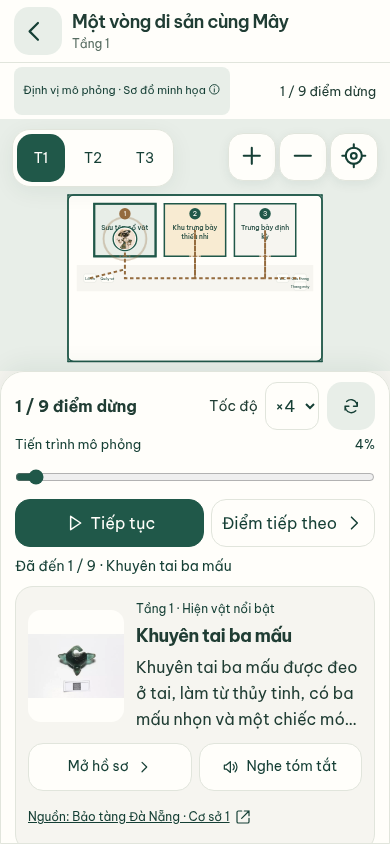 Một vòng di sản cùng Mây
Tầng 1
Định vị mô phỏng · Sơ đồ minh họa ⓘ
1 / 9 điểm dừng
T1 T2 T3
1 2 3
Khu trưng bày
thiếu nhi
Trưng bày định
kỳ
Thang máy
1 / 9 điểm dừng
Tốc độ ×4
Tiến trình mô phỏng 4%
Tiếp tục
Điểm tiếp theo
Đã đến 1 / 9 · Khuyên tai ba mấu
Tầng 1 · Hiện vật nổi bật
Khuyên tai ba mấu
Khuyên tai ba mấu được đeo
ở tai, làm từ thủy tinh, có ba
mấu nhọn và một chiếc mó...
Mở hồ sơ
Nghe tóm tắt
Nguồn: Bảo tàng Đà Nẵng · Cơ sở 1